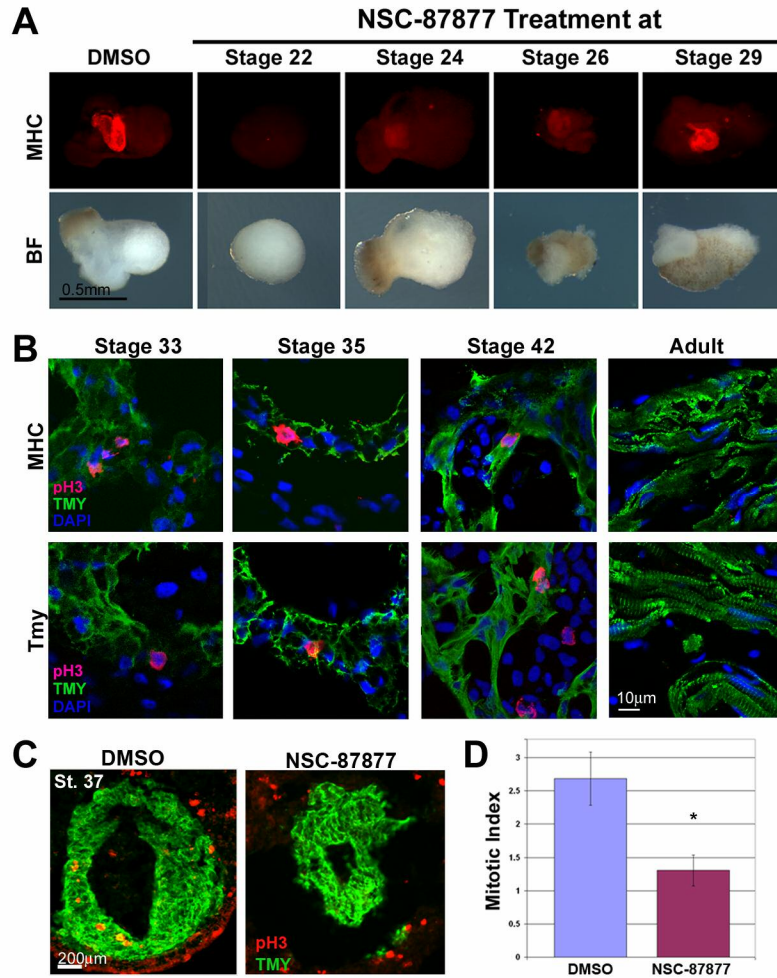 A
NSC-87877 Treatment at
DMSO
Stage 22
Stage 24
Stage 26
Stage 29
MHC
BF
0.5mm
B
Stage 33
Stage 35
Stage 42
Adult
MHC
pH3
TMY
DAPI
Tmy
pH3
TMY
DAPI
10µm
C
DMSO
NSC-87877
St. 37
200µm
pH3
TMY
D
Mitotic Index
3
2.5
2
1.5
1
0.5
0
*
DMSO
NSC-87877